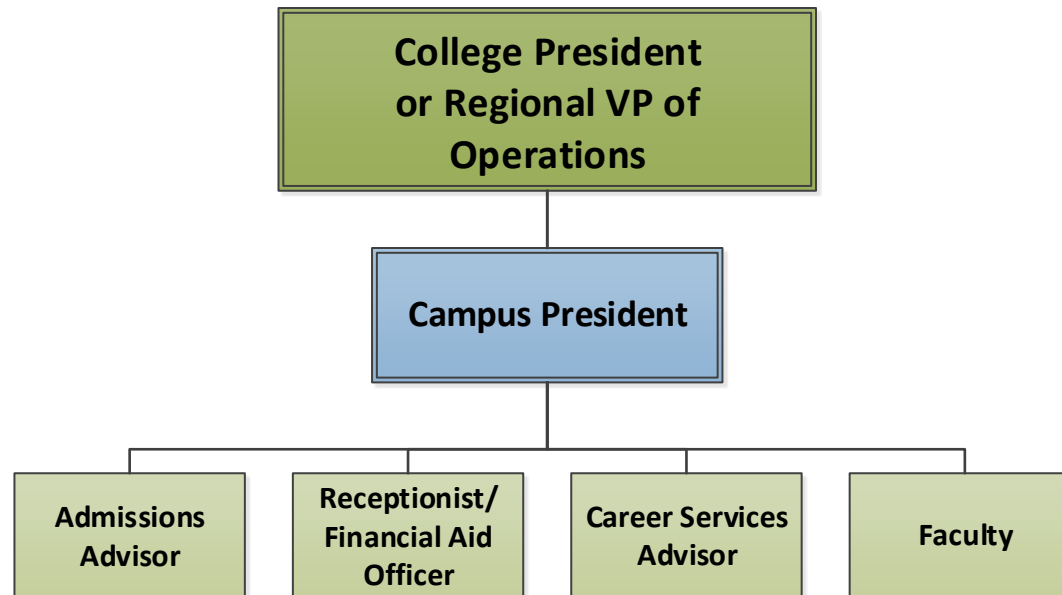 College President
or Regional VP of
Operations
Campus President
Admissions
Advisor
Receptionist/
Financial Aid
Officer
Career Services
Advisor
Faculty